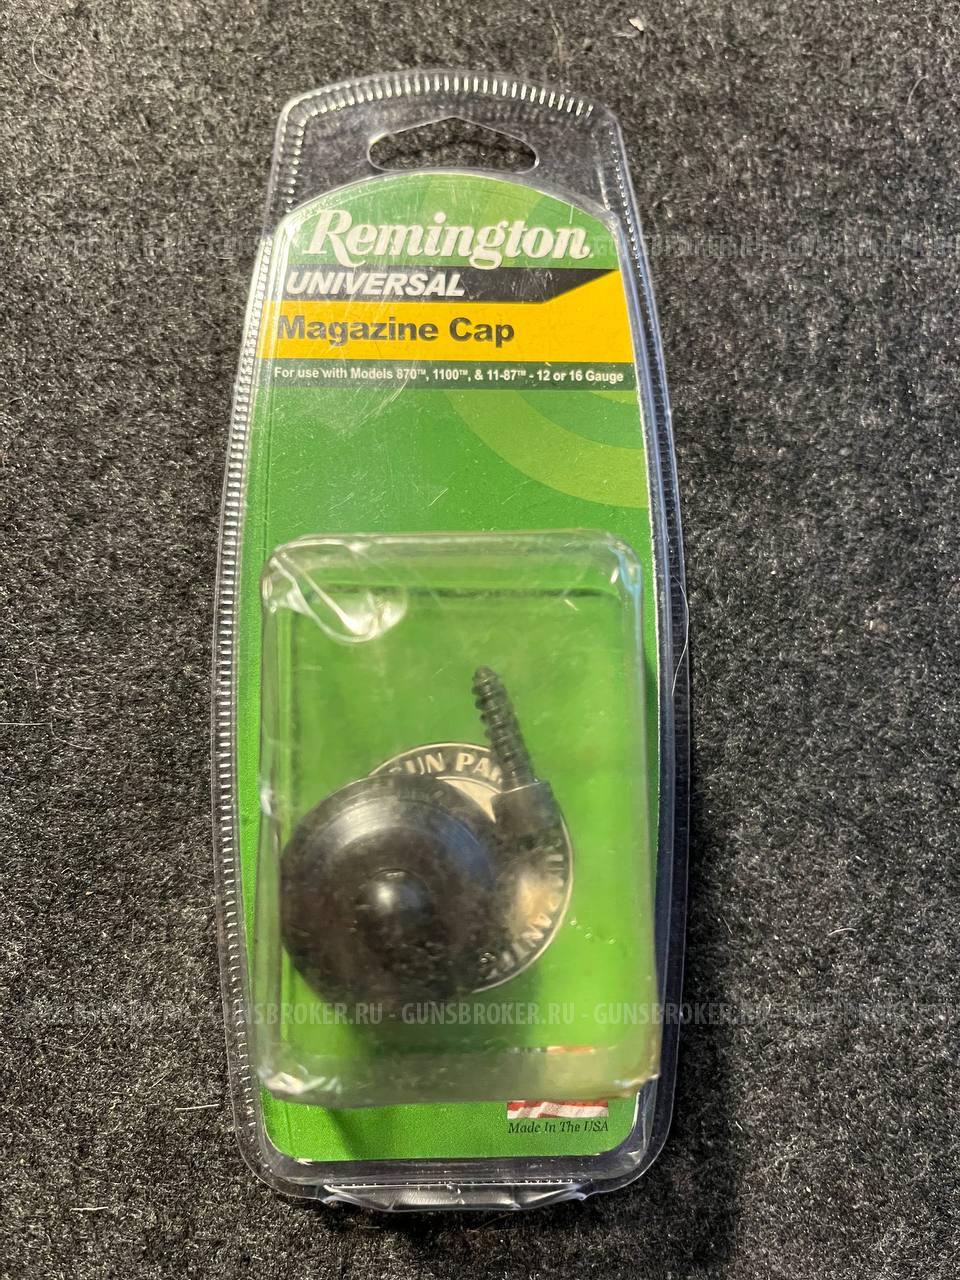 Remington
UNIVERSAL
Magazine Cap
For use with Models 870™, 1100™, & 11-87™ - 12 or 16 Gauge
GUN PAR
GUNSBROKER.RU - GUNSBROKER.RU - GUNSBROKER.RU
Made In The USA